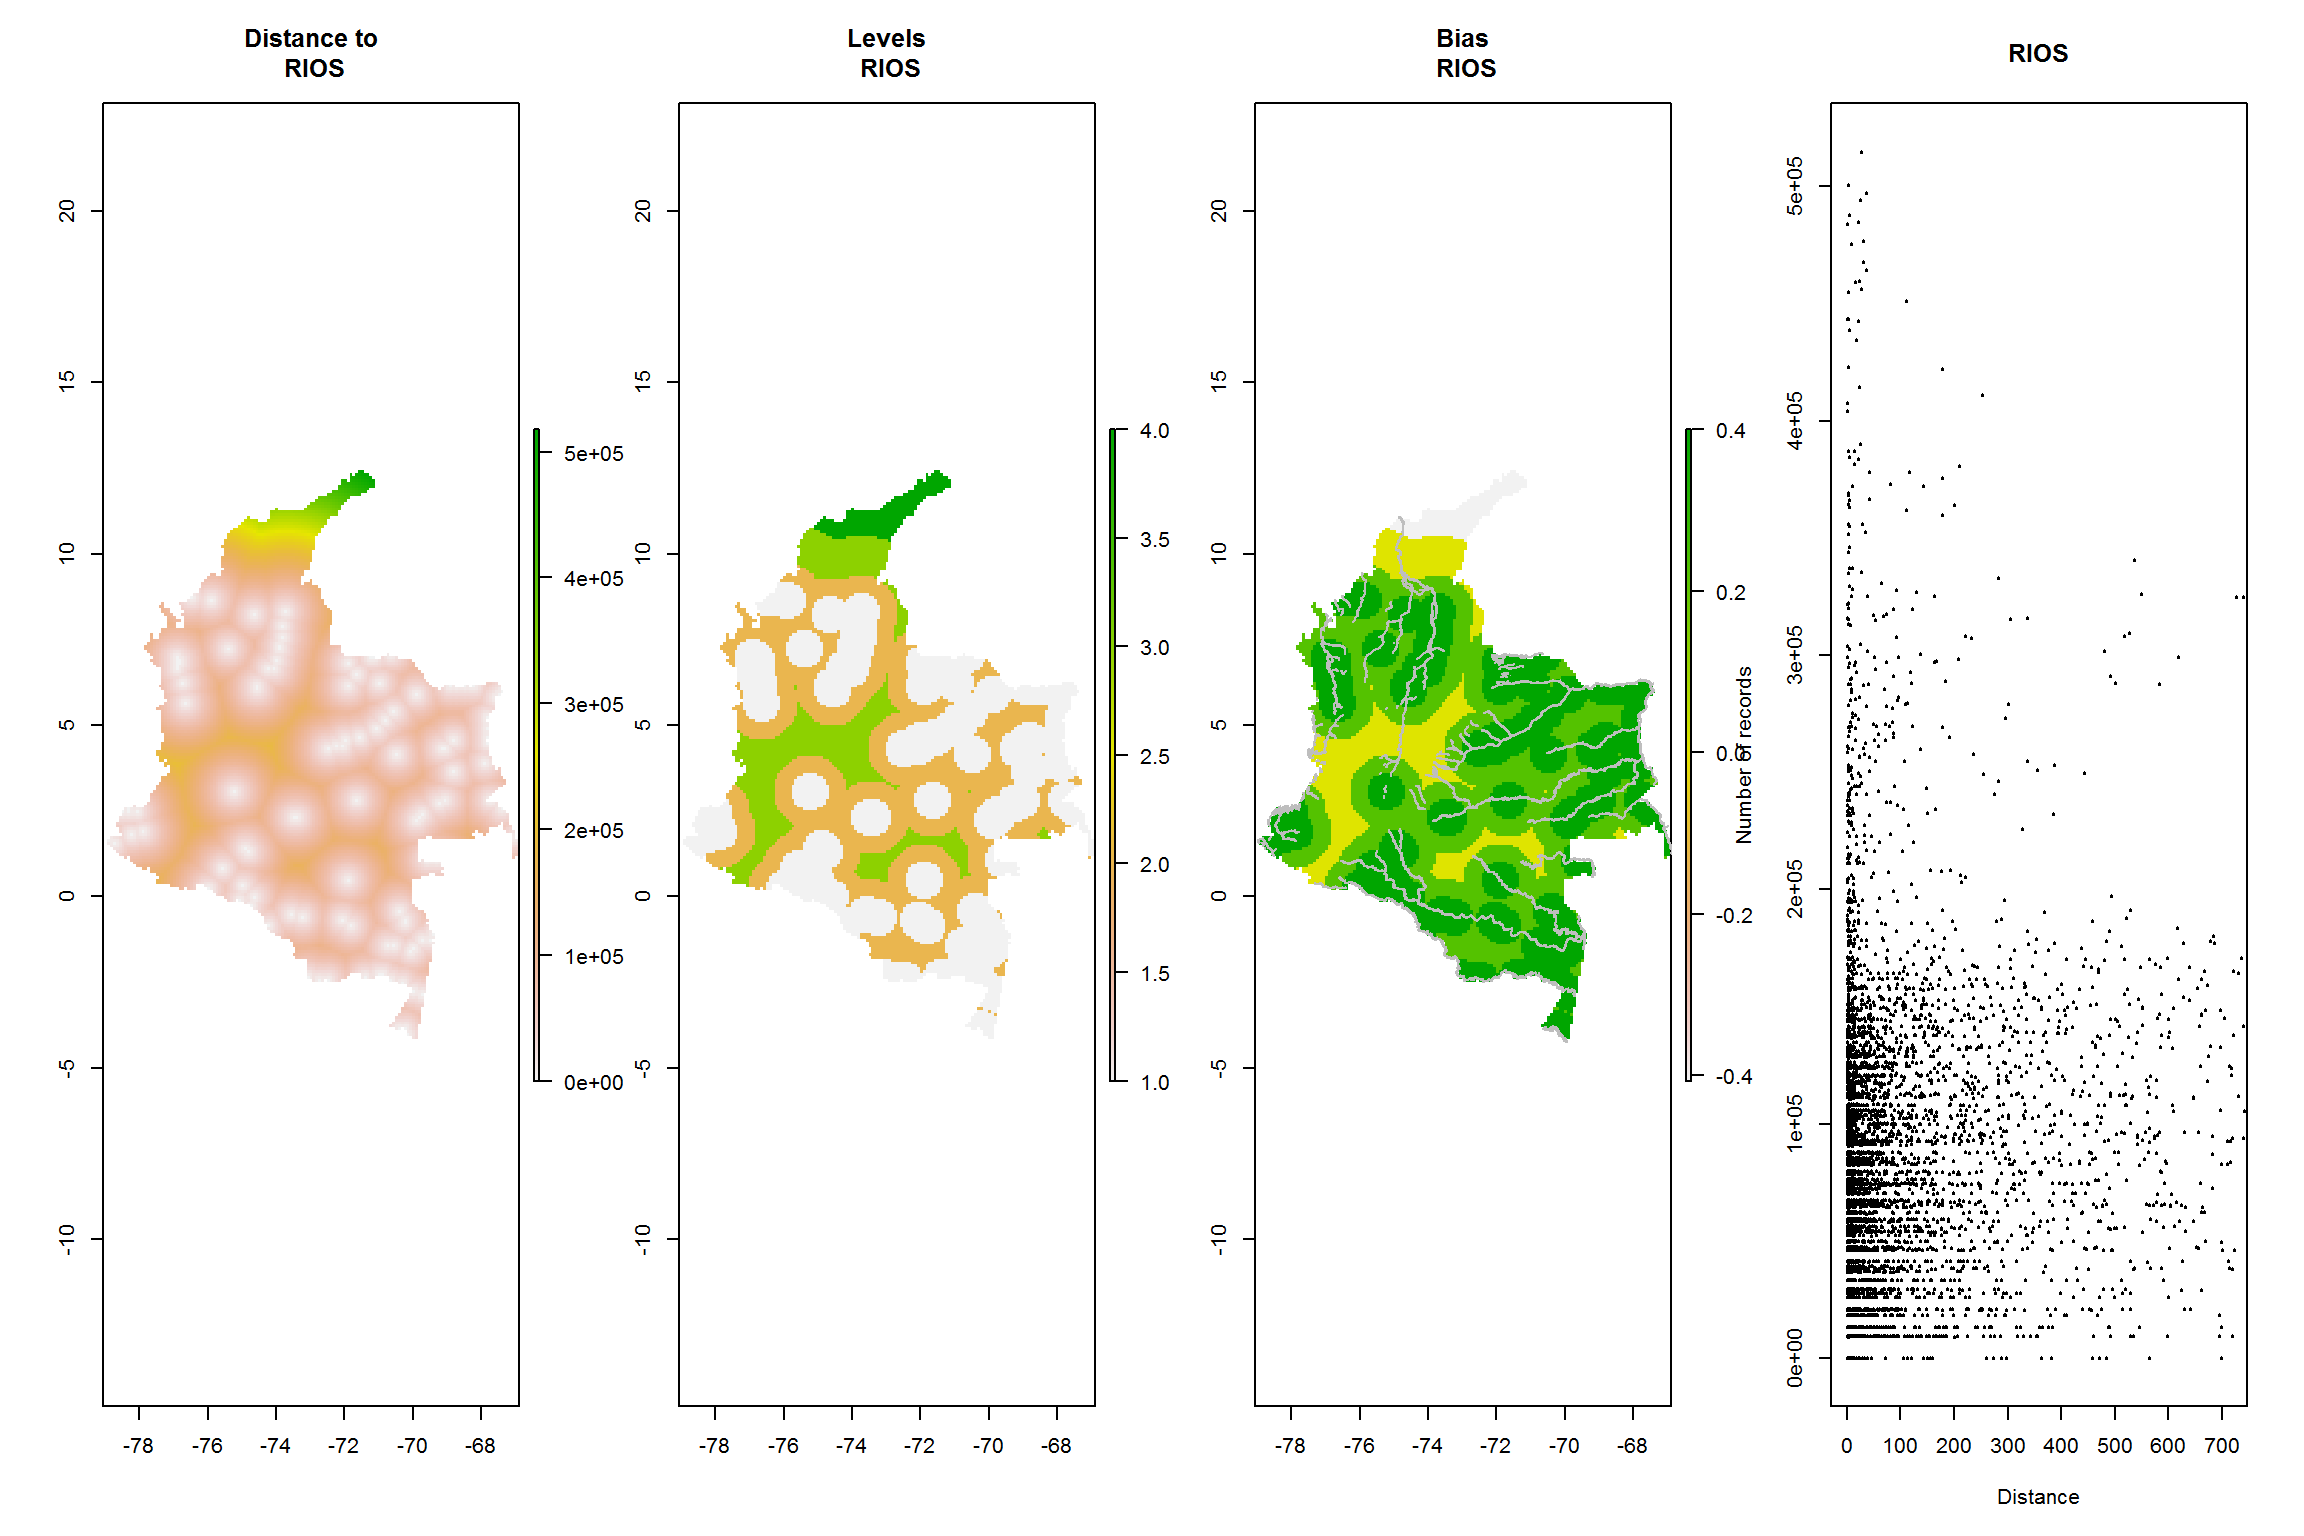 Distance to
RIOS
20
15
10
5
0
-5
-10
-78 -76 -74 -72 -70 -68
5e+05
4e+05
3e+05
2e+05
1e+05
0e+00
Levels
RIOS
20
15
10
5
0
-5
-10
-78 -76 -74 -72 -70 -68
4.0
3.5
3.0
2.5
2.0
1.5
1.0
Bias
RIOS
20
15
10
5
0
-5
-10
-78 -76 -74 -72 -70 -68
0.4
0.2
0.0
-0.2
-0.4
RIOS
Number of records
5e+05
4e+05
3e+05
2e+05
1e+05
0e+00
0 100 200 300 400 500 600 700
Distance